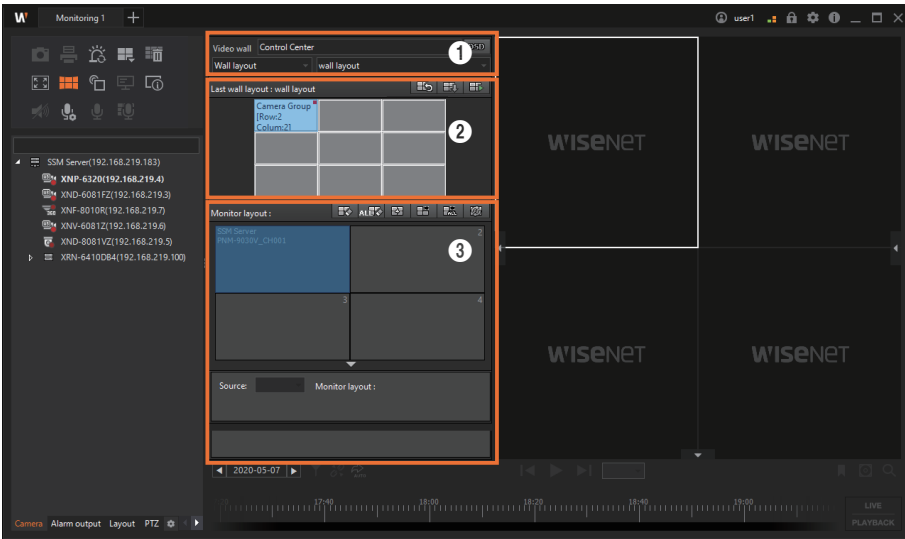 W Monitoring 1 user1
Video wall Control Center OSD
1
Wall layout wall layout
Last wall layout : wall layout
Camera Group
[Row:2
Colum:2]
2
WISENET WISENET
SSM Server(192.168.219.183)
XNP-6320(192.168.219.4)
XND-6081FZ(192.168.219.3)
XNF-8010R(192.168.219.7)
XNV-6081Z(192.168.219.6)
XND-8081VZ(192.168.219.5)
XRN-6410DB4(192.168.219.100)
Monitor layout : ALL
SSM Server
PNM-9030V_CH001
2
3
3
4
WISENET WISENET
Source: Monitor layout :
2020-05-07
17:40 18:00 18:20 18:40 19:00
LIVE
PLAYBACK
Camera Alarm output Layout PTZ